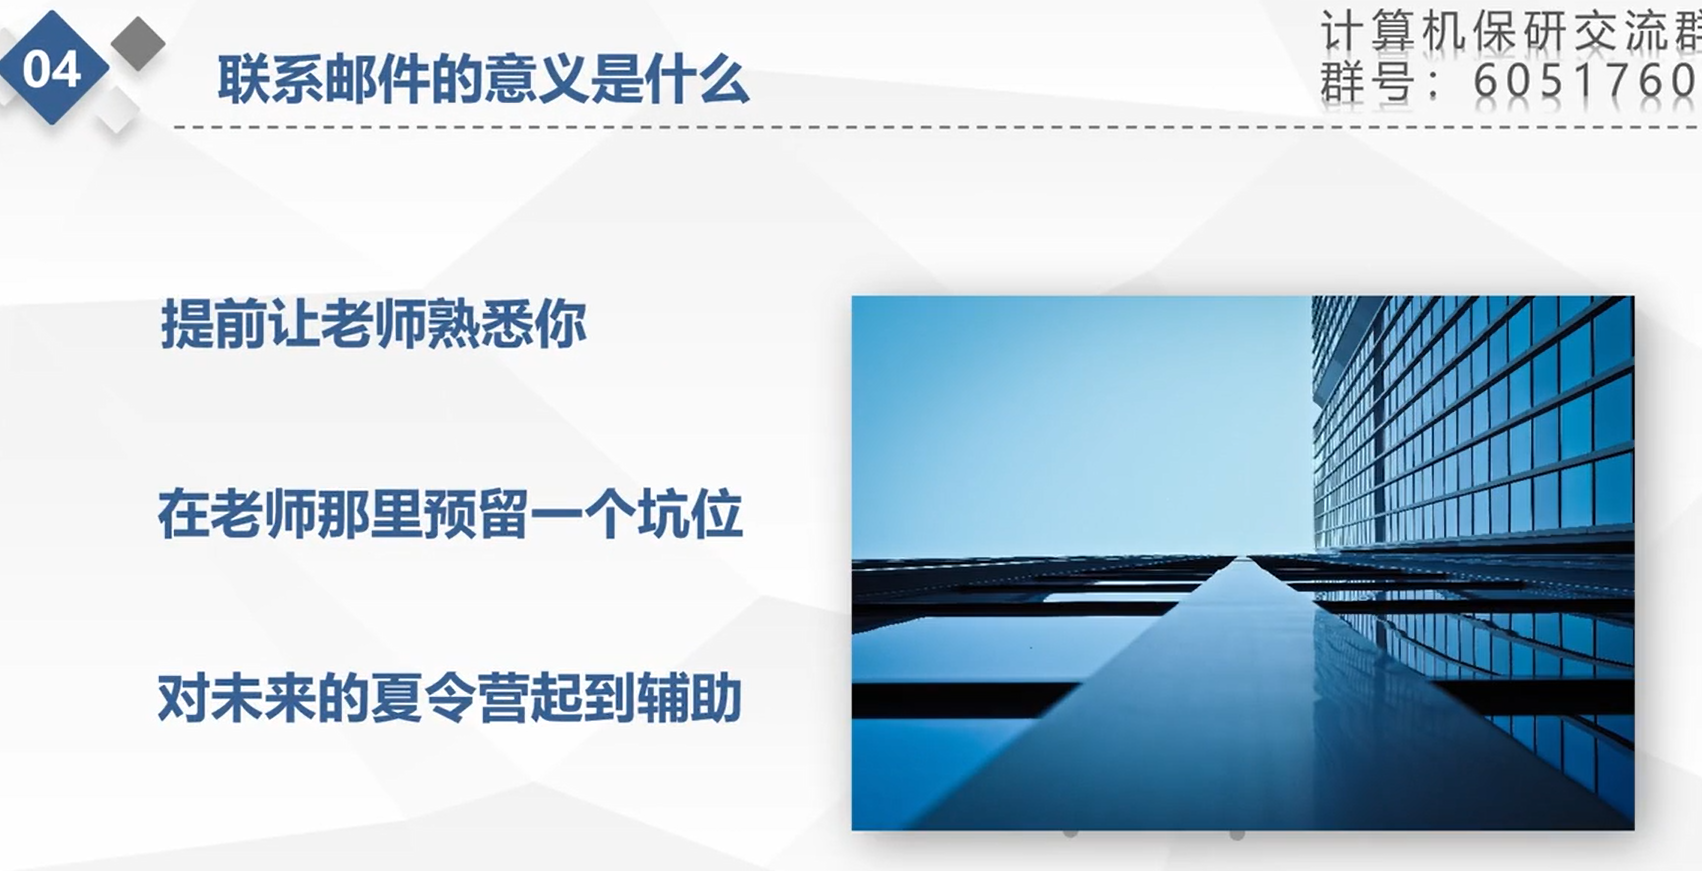 04
联系邮件的意义是什么
计算机保研交流群
群号：6051760
提前让老师熟悉你
在老师那里预留一个坑位
对未来的夏令营起到辅助